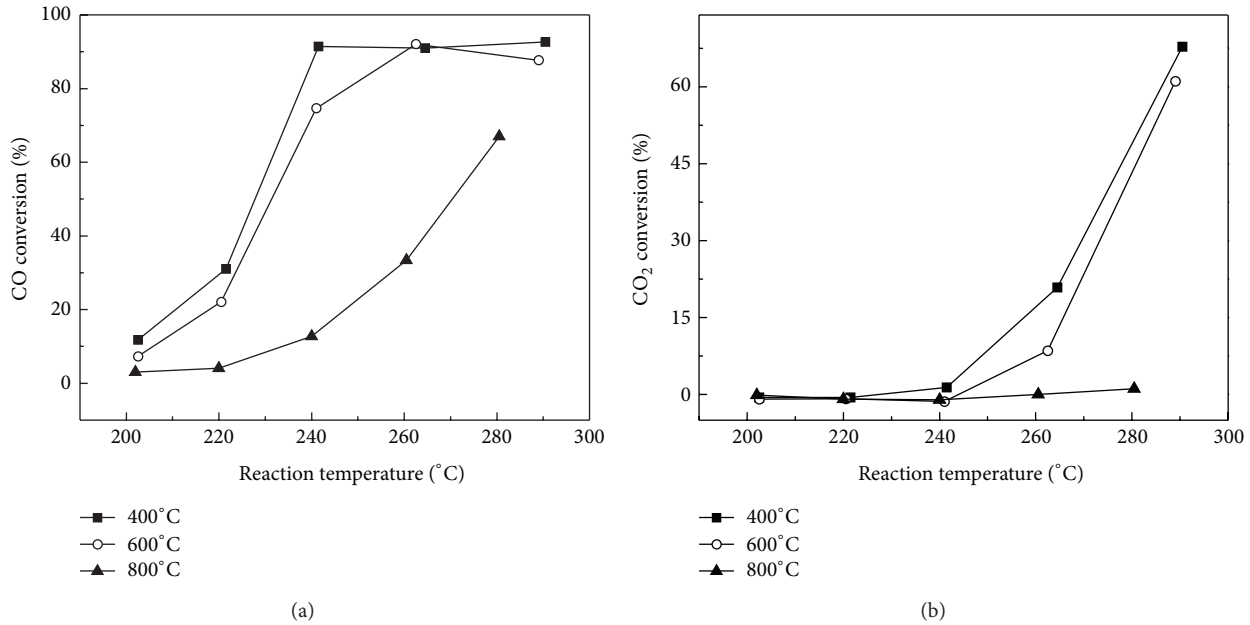 100
80
60
40
20
0
CO conversion (%)
200 220 240 260 280 300
Reaction temperature (°C)
400°C
600°C
800°C
(a)
60
45
30
15
0
CO₂ conversion (%)
200 220 240 260 280 300
Reaction temperature (°C)
400°C
600°C
800°C
(b)